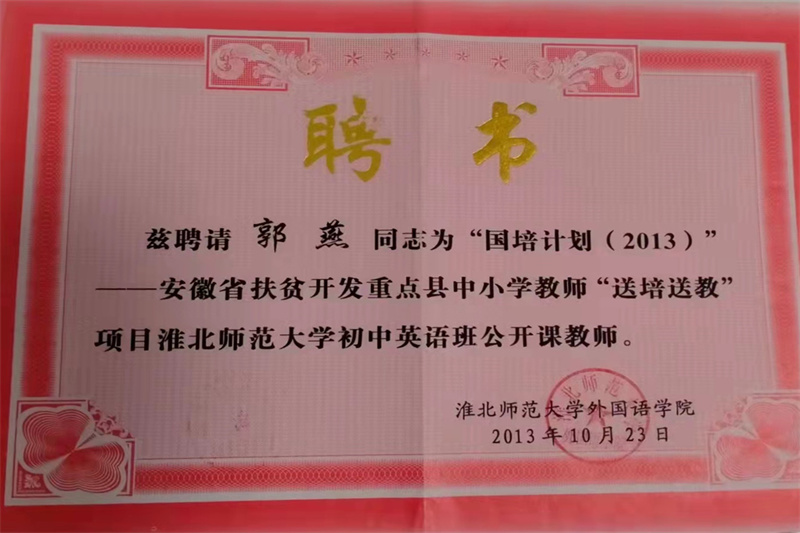 聘书
兹聘请 郭燕 同志为“国培计划（2013）”
——安徽省扶贫开发重点县中小学教师“送培送教”
项目淮北师范大学初中英语班公开课教师。
淮北师范大学外国语学院
2013年10月23日